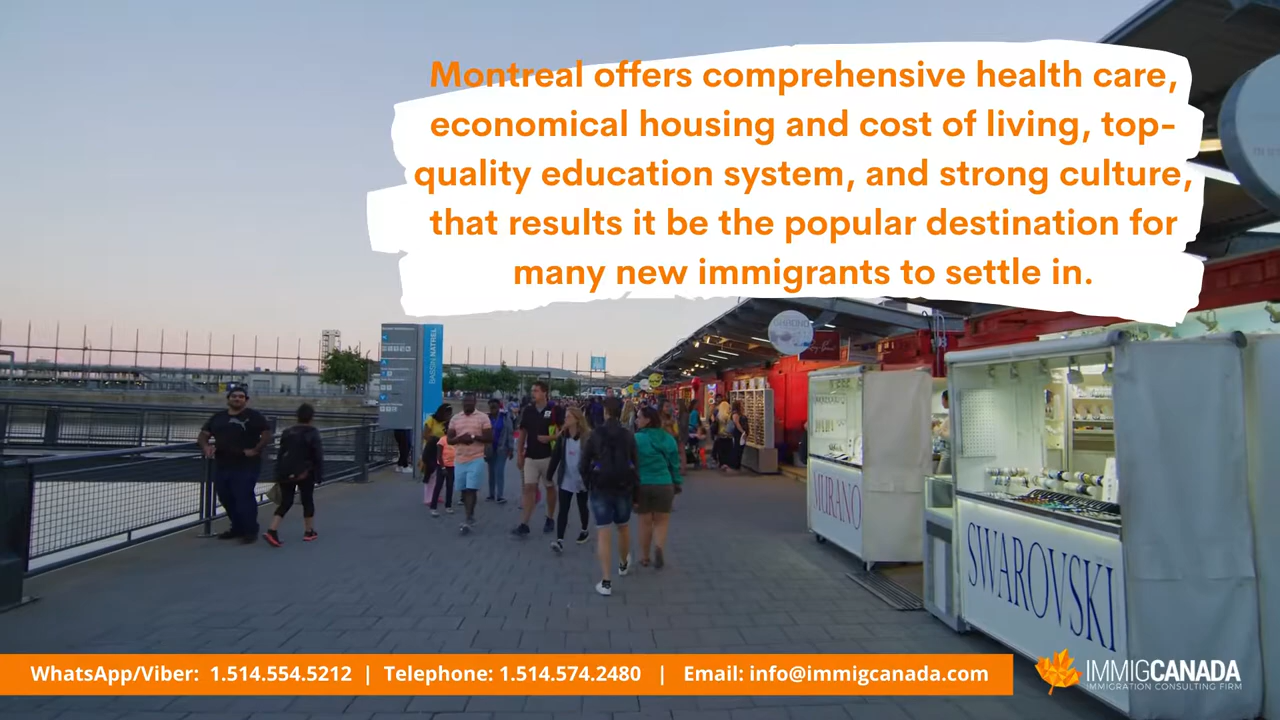 Montreal offers comprehensive health care,
economical housing and cost of living, top-
quality education system, and strong culture,
that results it be the popular destination for
many new immigrants to settle in.
BASSIN NATREL
MURANO
SWAROVSKI
WhatsApp/Viber: 1.514.554.5212 | Telephone: 1.514.574.2480 | Email: info@immigcanada.com
IMMIGCANADA
IMMIGRATION CONSULTING FIRM